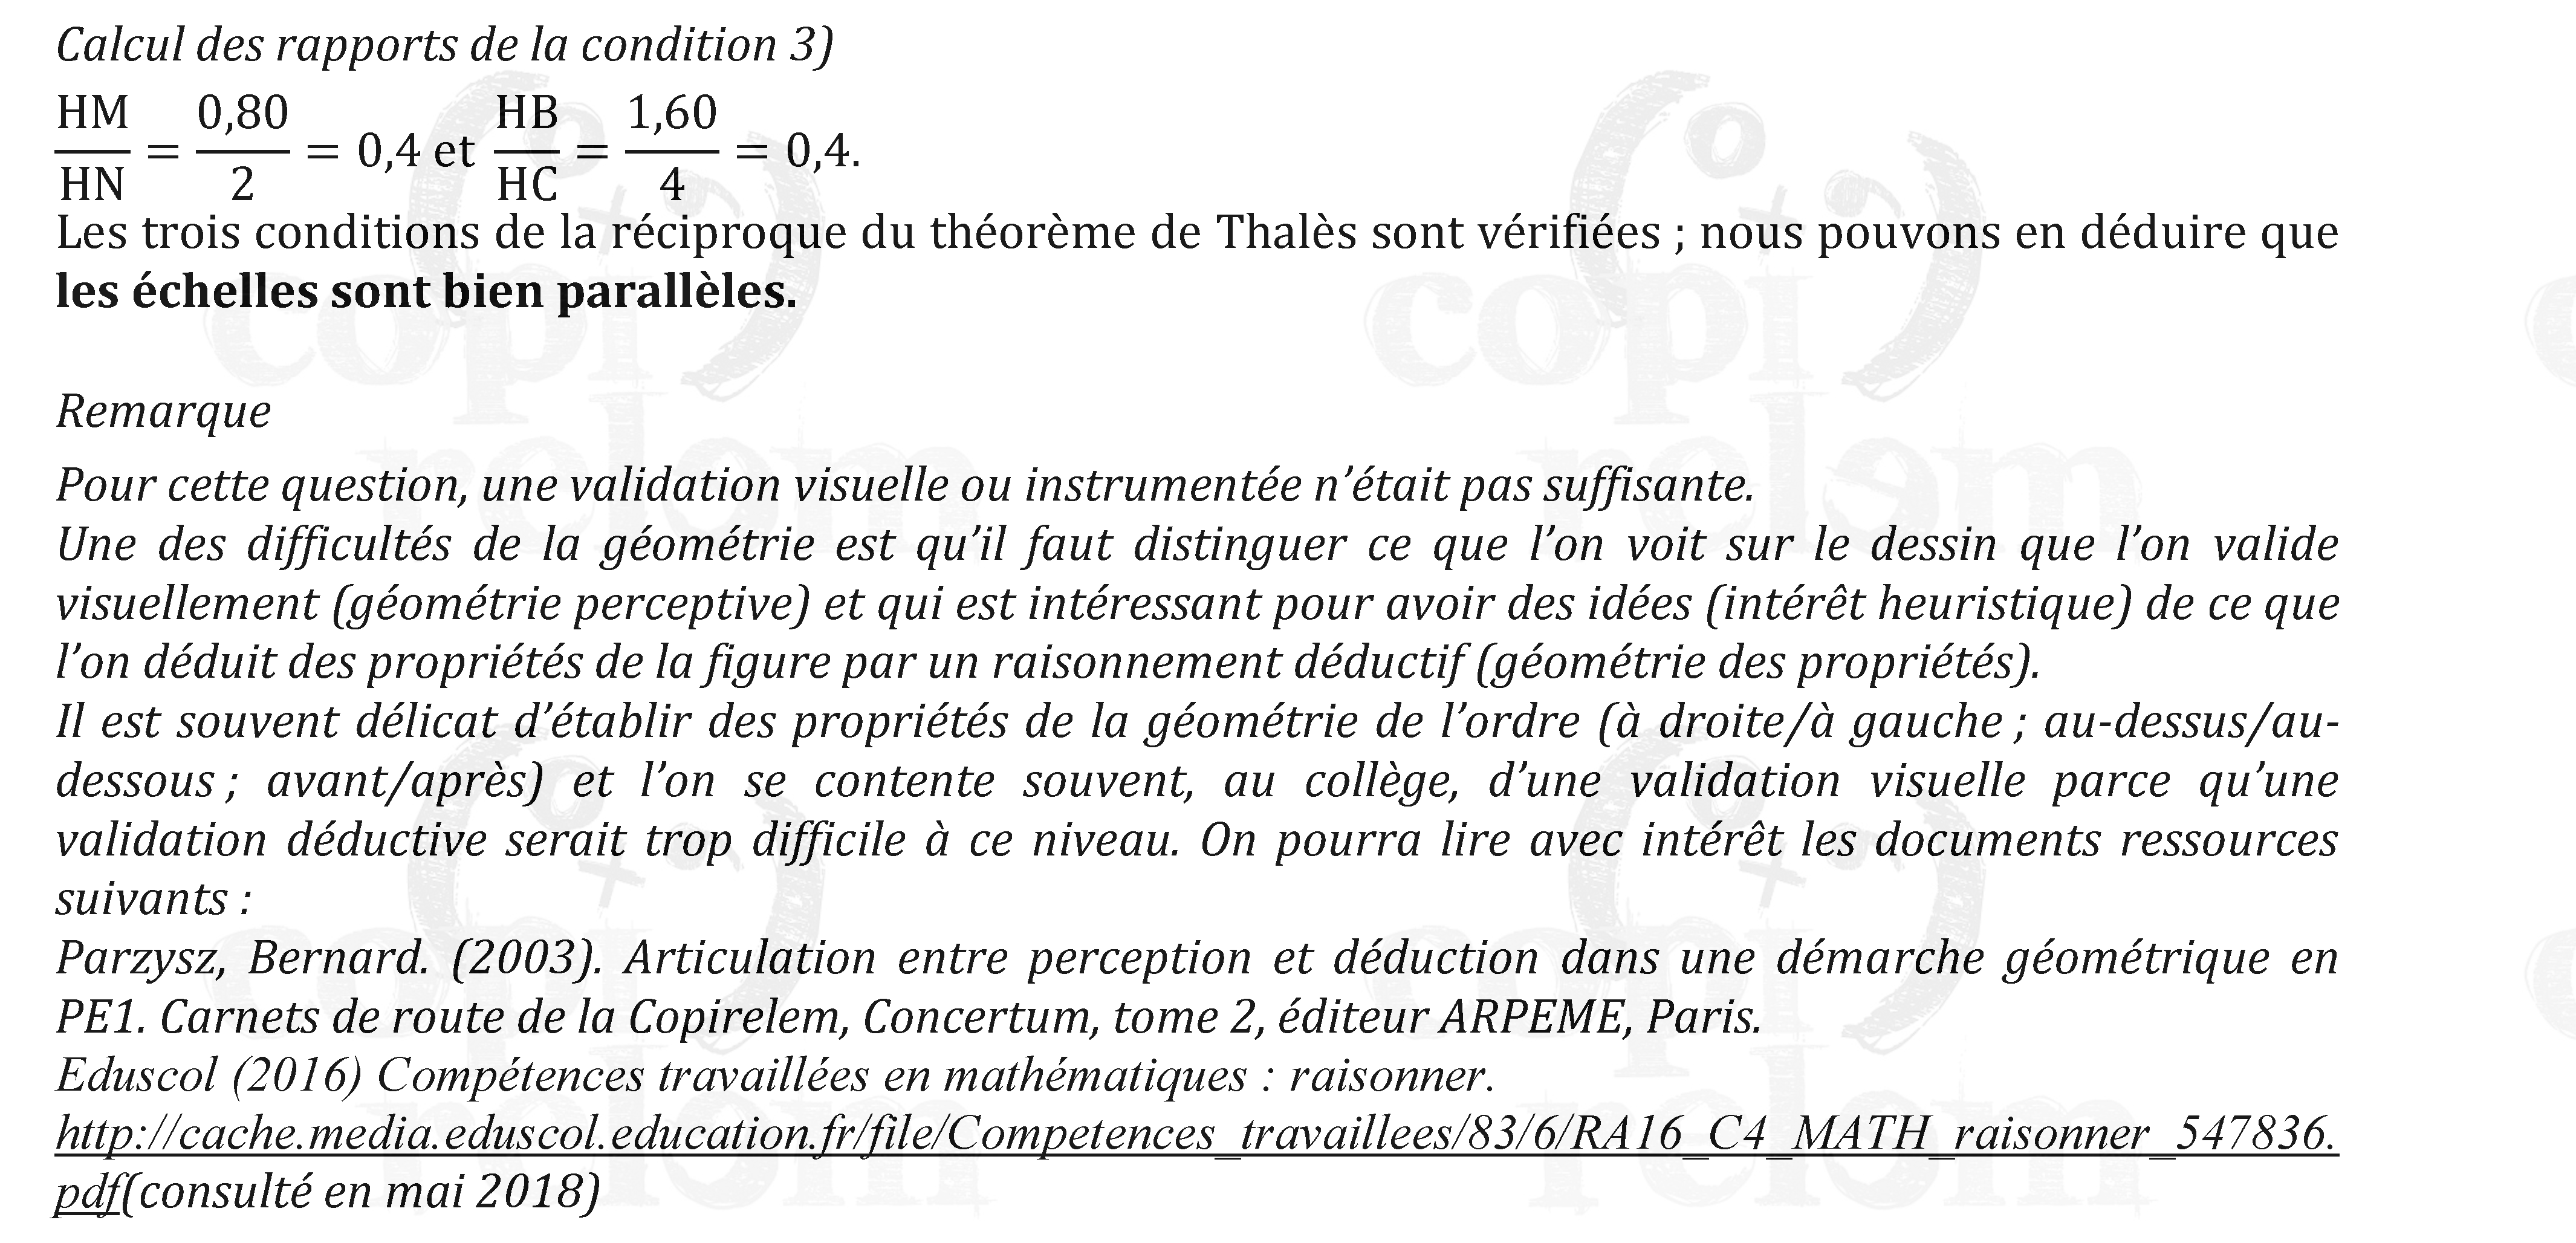 Calcul des rapports de la condition 3)
HM/HN = 0,80/2 = 0,4 et HB/HC = 1,60/4 = 0,4.
Les trois conditions de la réciproque du théorème de Thalès sont vérifiées ; nous pouvons en déduire que
les échelles sont bien parallèles.
Remarque
Pour cette question, une validation visuelle ou instrumentée n’était pas suffisante.
Une des difficultés de la géométrie est qu’il faut distinguer ce que l’on voit sur le dessin que l’on valide
visuellement (géométrie perceptive) et qui est intéressant pour avoir des idées (intérêt heuristique) de ce que
l’on déduit des propriétés de la figure par un raisonnement déductif (géométrie des propriétés).
Il est souvent délicat d’établir des propriétés de la géométrie de l’ordre (à droite/à gauche ; au-dessus/au-
dessous ; avant/après) et l’on se contente souvent, au collège, d’une validation visuelle parce qu’une
validation déductive serait trop difficile à ce niveau. On pourra lire avec intérêt les documents ressources
suivants :
Parzysz, Bernard. (2003). Articulation entre perception et déduction dans une démarche géométrique en
PE1. Carnets de route de la Copirelem, Concertum, tome 2, éditeur ARPEME, Paris.
Eduscol (2016) Compétences travaillées en mathématiques : raisonner.
http://cache.media.eduscol.education.fr/file/Competences_travaillees/83/6/RA16_C4_MATH_raisonner_547836.
pdf(consulté en mai 2018)
copi
relem
copi
relem
copi
relem
copi
relem